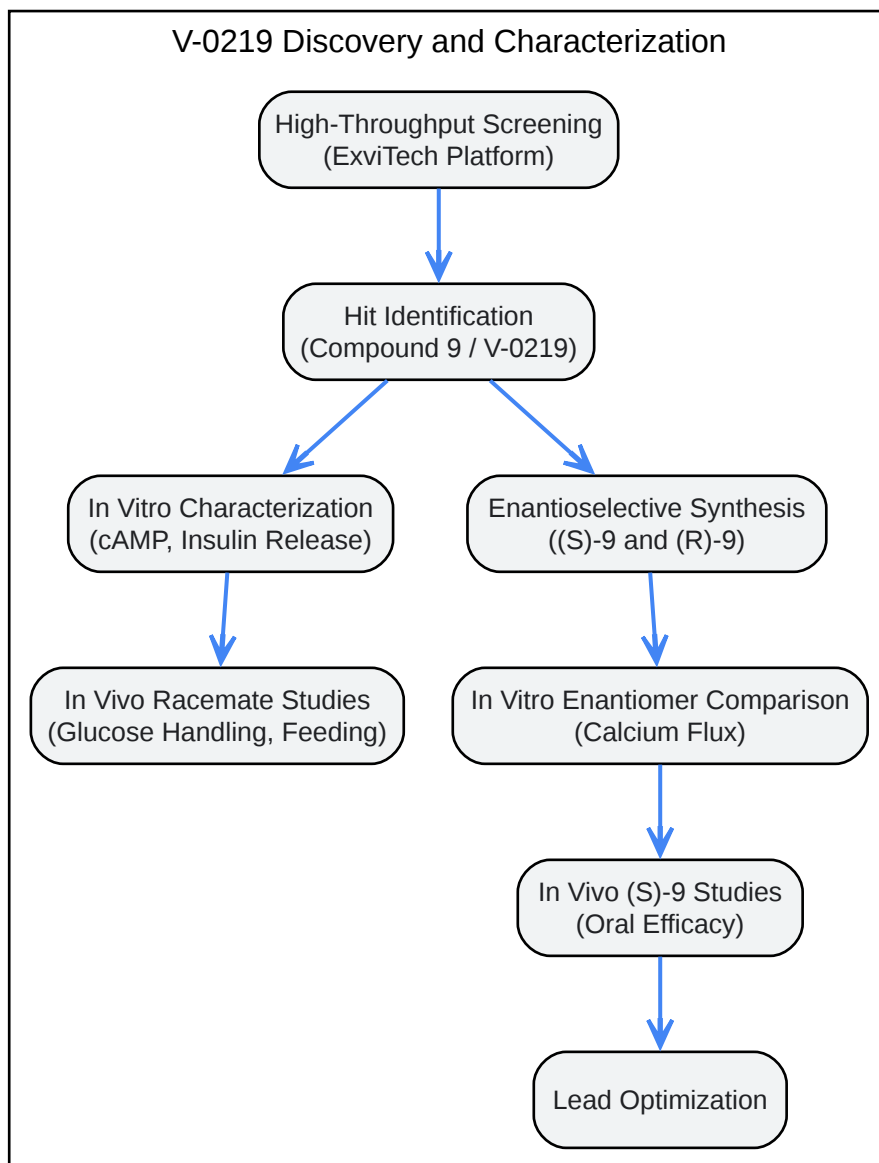 V-0219 Discovery and Characterization
High-Throughput Screening
(ExviTech Platform)
Hit Identification
(Compound 9 / V-0219)
In Vitro Characterization
(cAMP, Insulin Release)
Enantioselective Synthesis
((S)-9 and (R)-9)
In Vivo Racemate Studies
(Glucose Handling, Feeding)
In Vitro Enantiomer Comparison
(Calcium Flux)
In Vivo (S)-9 Studies
(Oral Efficacy)
Lead Optimization